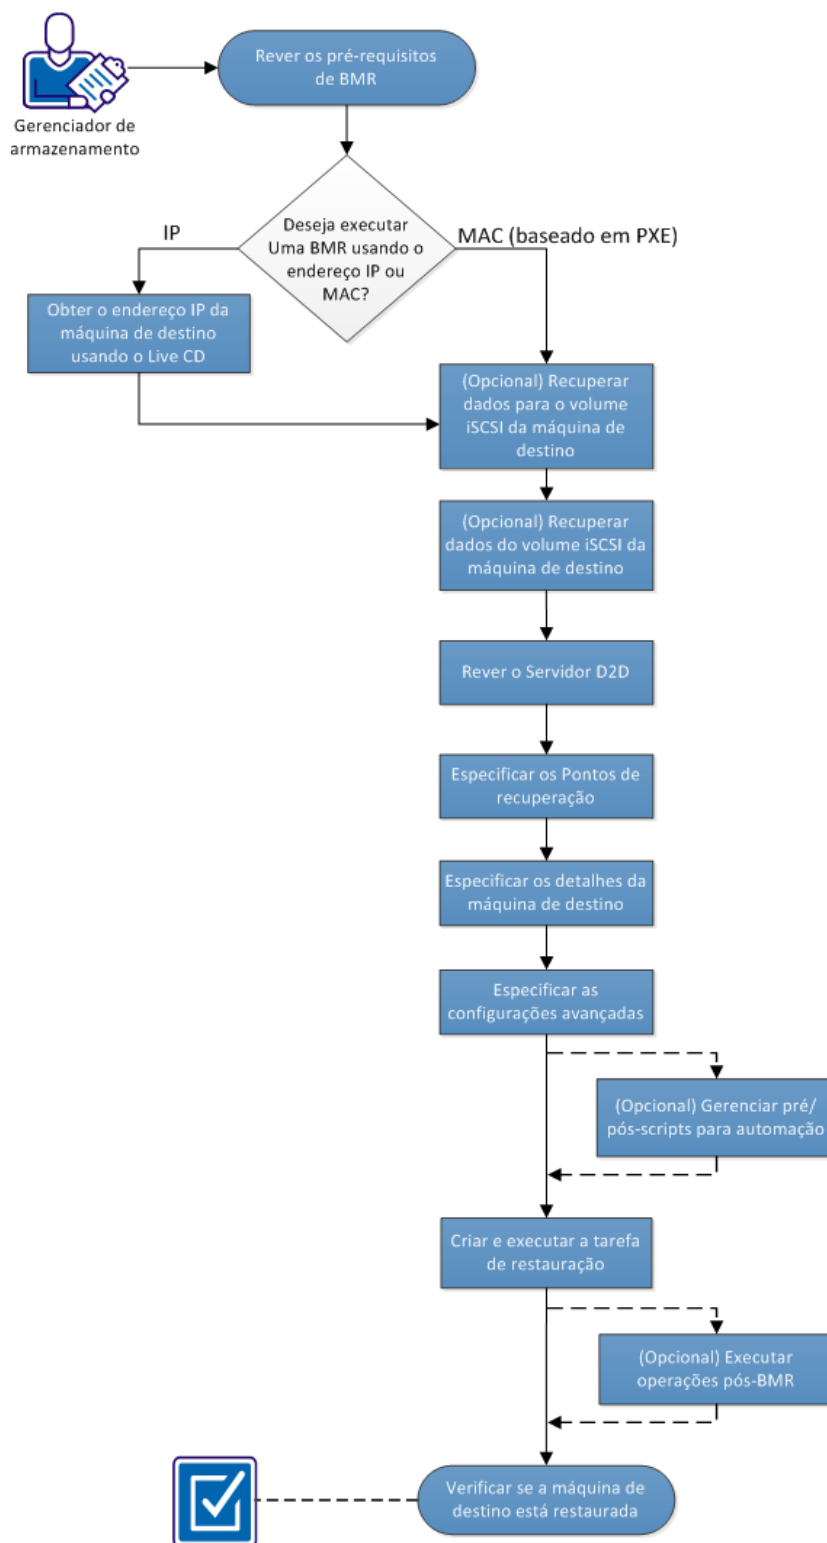 Rever os pré-requisitos
de BMR
Gerenciador de
armazenamento
Deseja executar
Uma BMR usando o
endereço IP ou
MAC?
IP
MAC (baseado em PXE)
Obter o endereço IP da
máquina de destino
usando o Live CD
(Opcional) Recuperar
dados para o volume
iSCSI da máquina de
destino
(Opcional) Recuperar
dados do volume iSCSI da
máquina de destino
Rever o Servidor D2D
Especificar os Pontos de
recuperação
Especificar os detalhes da
máquina de destino
Especificar as
configurações avançadas
(Opcional) Gerenciar pré/
pós-scripts para automação
Criar e executar a tarefa
de restauração
(Opcional) Executar
operações pós-BMR
Verificar se a máquina de
destino está restaurada